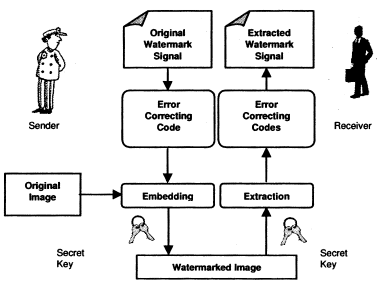 Original
Watermark
Signal
Extracted
Watermark
Signal
Sender
Error
Correcting
Code
Error
Correcting
Codes
Receiver
Original
Image
Embedding
Extraction
Secret
Key
Secret
Key
Watermarked Image